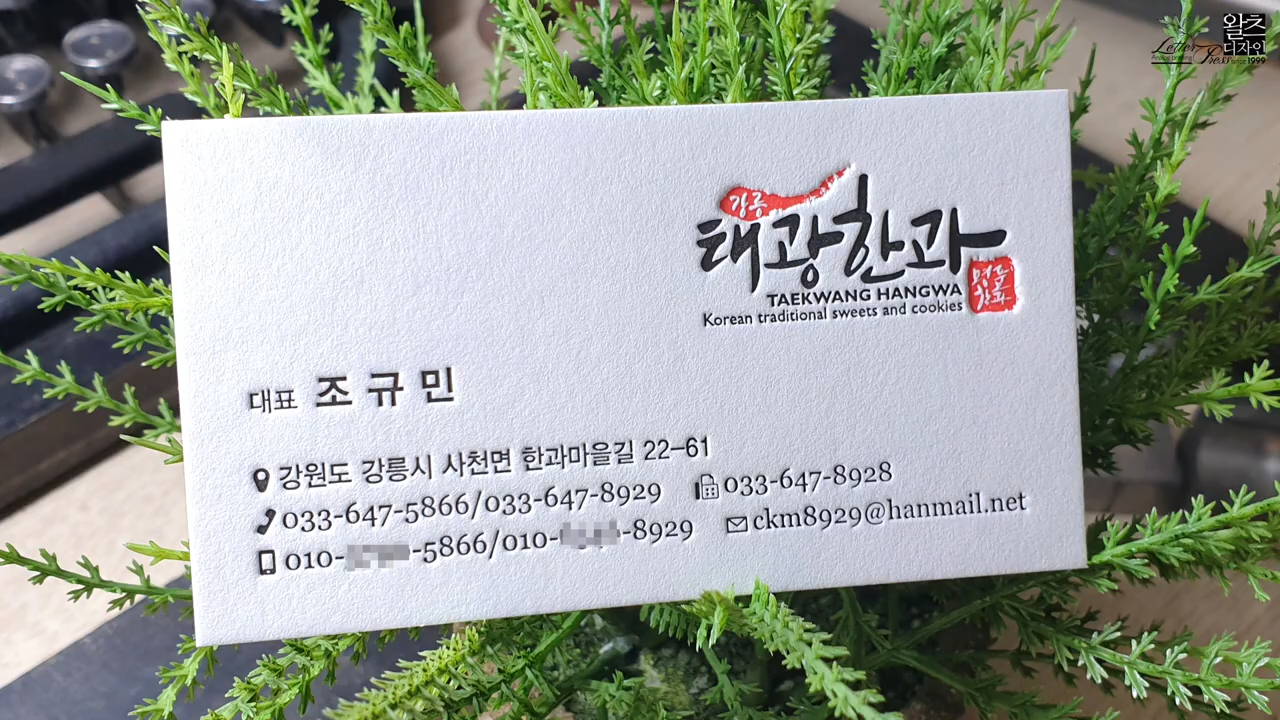 왈츠
디자인
Letter Press since 1999
강릉
태광한과
명품
한과
TAEKWANG HANGWA
Korean traditional sweets and cookies
대표 조규민
강원도 강릉시 사천면 한과마을길 22-61
033-647-5866/033-647-8929 033-647-8928
010- -5866/010- -8929 ckm8929@hanmail.net